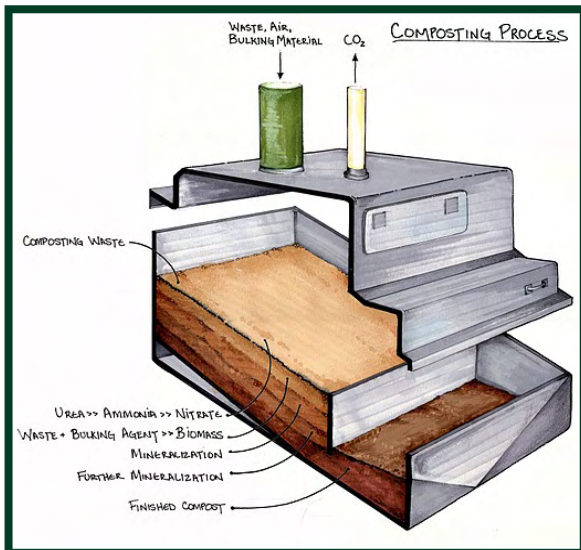 WASTE, AIR,
BULKING MATERIAL
CO₂
COMPOSTING PROCESS
COMPOSTING WASTE
UREA >> AMMONIA >> NITRATE
WASTE + BULKING AGENT >> BIOMASS
MINERALIZATION
FURTHER MINERALIZATION
FINISHED COMPOST